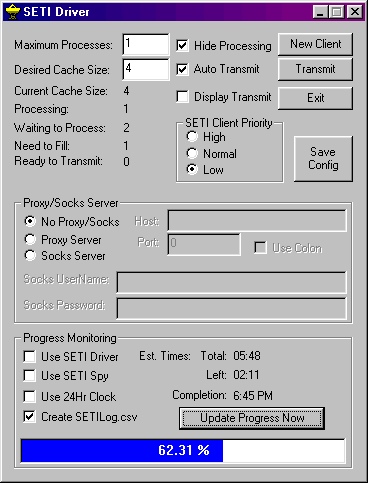 SETI Driver
Maximum Processes: 1 Hide Processing New Client
Desired Cache Size: 4 Auto Transmit Transmit
Current Cache Size: 4 Display Transmit Exit
Processing: 1
Waiting to Process: 2
Need to Fill: 1
Ready to Transmit: 0
SETI Client Priority
High
Normal
Low
Save
Config
Proxy/Socks Server
No Proxy/Socks Host:
Proxy Server Port: 0 Use Colon
Socks Server
Socks UserName:
Socks Password:
Progress Monitoring
Use SETI Driver Est. Times: Total: 05:48
Use SETI Spy Left: 02:11
Use 24Hr Clock Completion: 6:45 PM
Create SETILog.csv Update Progress Now
62.31 %